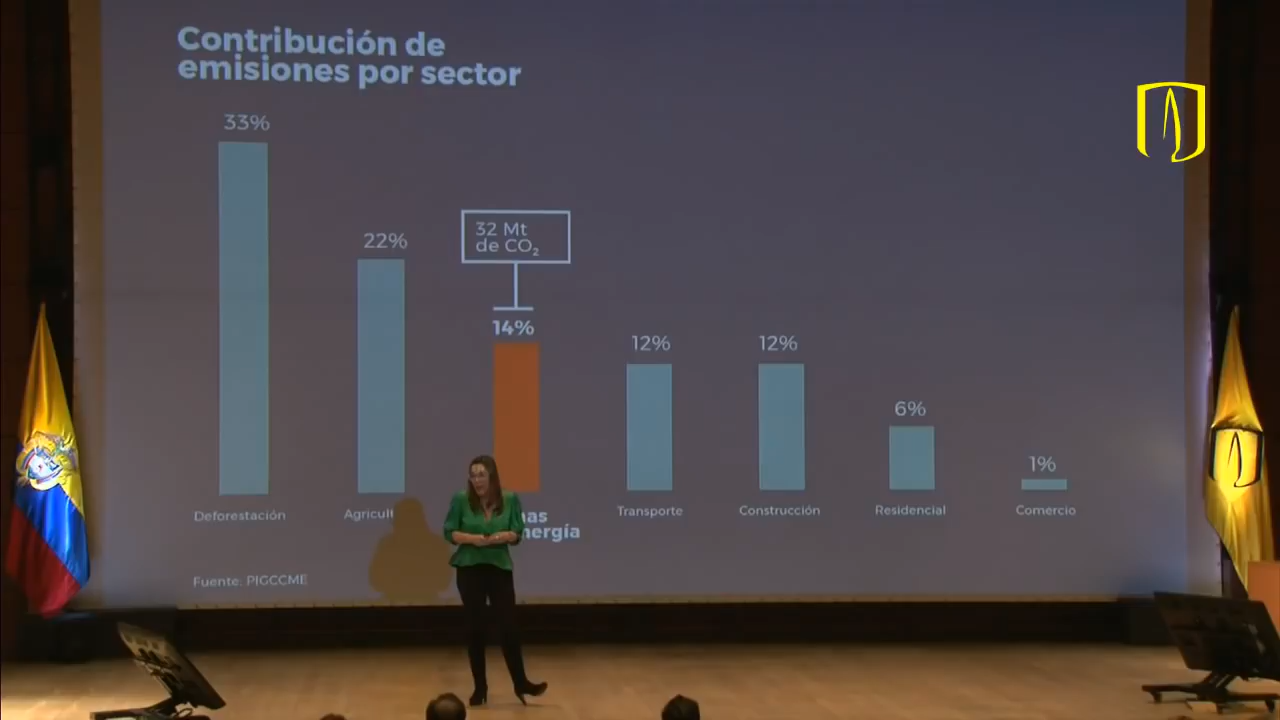 Contribución de
emisiones por sector
33%
22%
32 Mt
de CO₂
14%
12%
12%
6%
1%
Deforestación
Transporte
Construcción
Residencial
Comercio
Fuente: PIGCCME